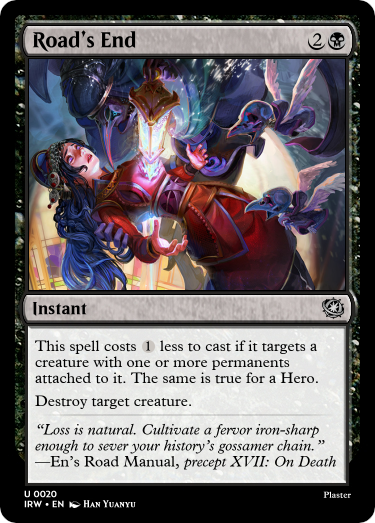 Road's End 2
Instant
This spell costs 1 less to cast if it targets a
creature with one or more permanents
attached to it. The same is true for a Hero.
Destroy target creature.
“Loss is natural. Cultivate a fervor iron-sharp
enough to sever your history's gossamer chain.”
—En's Road Manual, precept XVII: On Death
U 0020
Plaster
IRW • EN Han Yuanyu